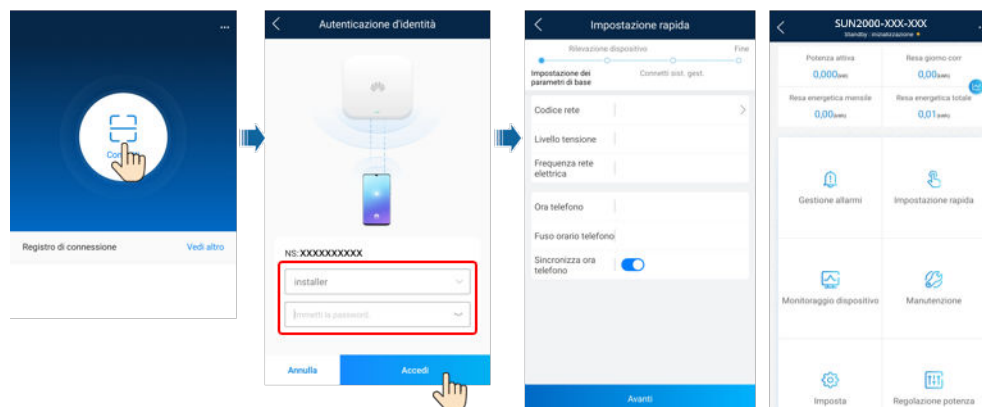 Con
Registro di connessione
Vedi altro
Autenticazione d'identità
NS:XXXXXXXXXX
installer
Immetti la password.
Annulla
Accedi
Impostazione rapida
Rilevazione dispositivo
Fine
Impostazione dei
parametri di base
Connetti sist. gest.
Codice rete
Livello tensione
Frequenza rete
elettrica
Ora telefono
Fuso orario telefono
Sincronizza ora
telefono
Avanti
SUN2000-XXX-XXX
Standby : inizializzazione
Potenza attiva
Resa giorno corr
0,000
0,00
Resa energetica mensile
Resa energetica totale
0,00
0,01
Gestione allarmi
Impostazione rapida
Monitoraggio dispositivo
Manutenzione
Imposta
Regolazione potenza